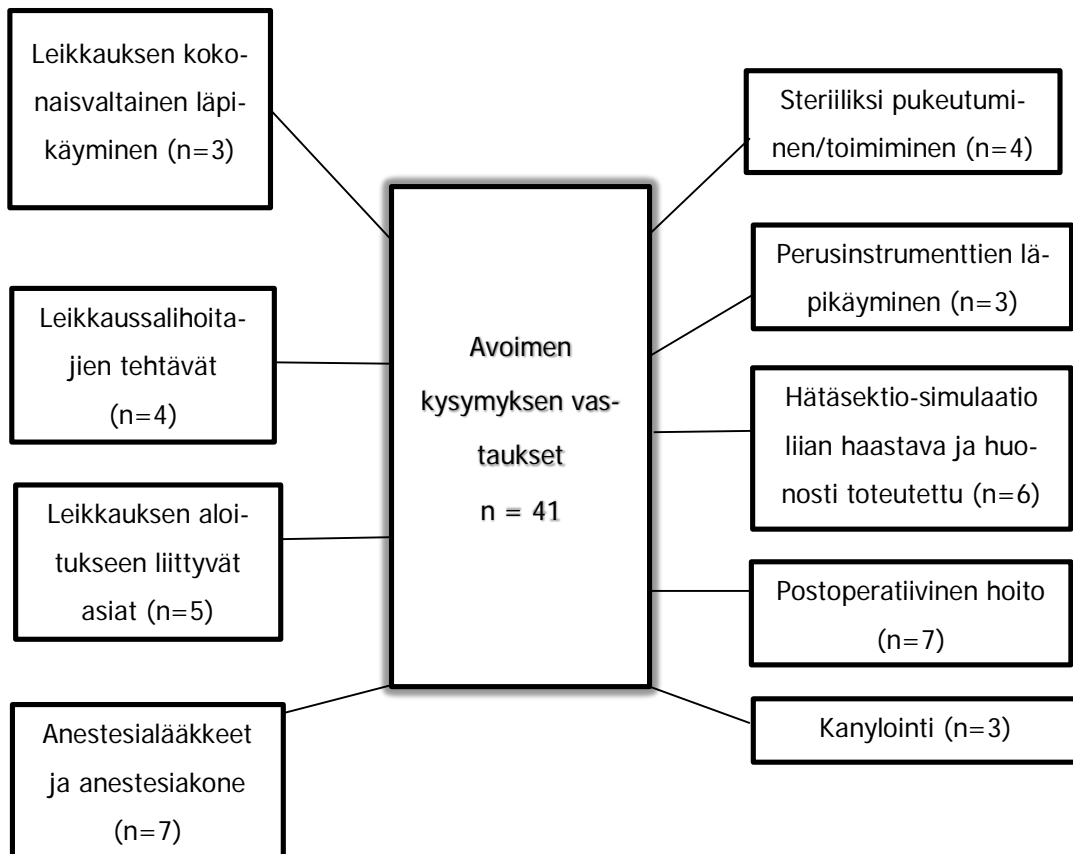 Leikkauksen koko-
naisvaltainen läpi-
käyminen (n=3)
Leikkaussalihoita-
jien tehtävät
(n=4)
Leikkauksen aloi-
tukseen liittyvät
asiat (n=5)
Anestesialääkkeet
ja anestesiakone
(n=7)
Avoimen
kysymyksen vas-
taukset
n = 41
Steriiliksi pukeutumi-
nen/toimiminen (n=4)
Perusinstrumenttien lä-
pikäyminen (n=3)
Hätäsektio-simulaatio
liian haastava ja huo-
nosti toteutettu (n=6)
Postoperatiivinen hoito
(n=7)
Kanylointi (n=3)